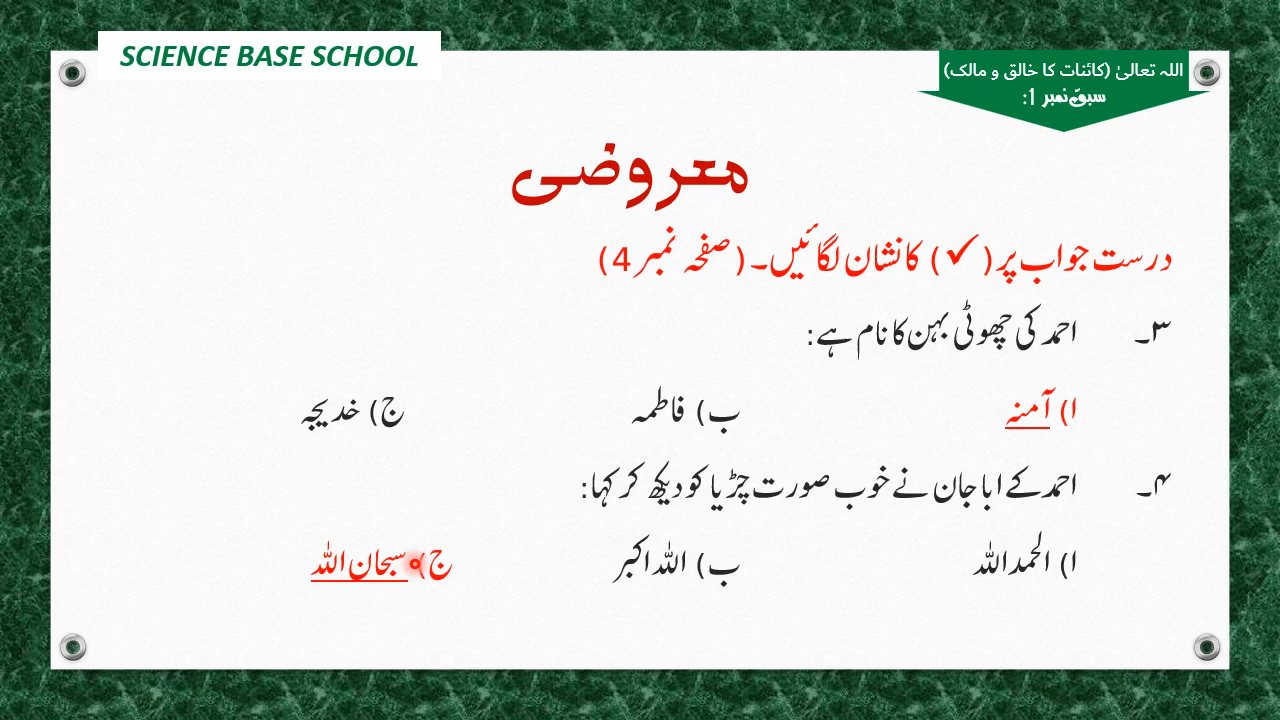 SCIENCE BASE SCHOOL
اللہ تعالیٰ (کائنات کا خالق و مالک)
سبق نمبر 1:
معروضی
درست جواب پر (✓) کا نشان لگائیں۔ (صفحہ نمبر 4)
۳۔ احمد کی چھوٹی بہن کا نام ہے:
ا) آمنہ ب) فاطمہ ج) خدیجہ
۴۔ احمد کے ابا جان نے خوب صورت چڑیا کو دیکھ کر کہا:
ا) الحمد اللہ ب) اللہ اکبر ج) سبحان اللہ